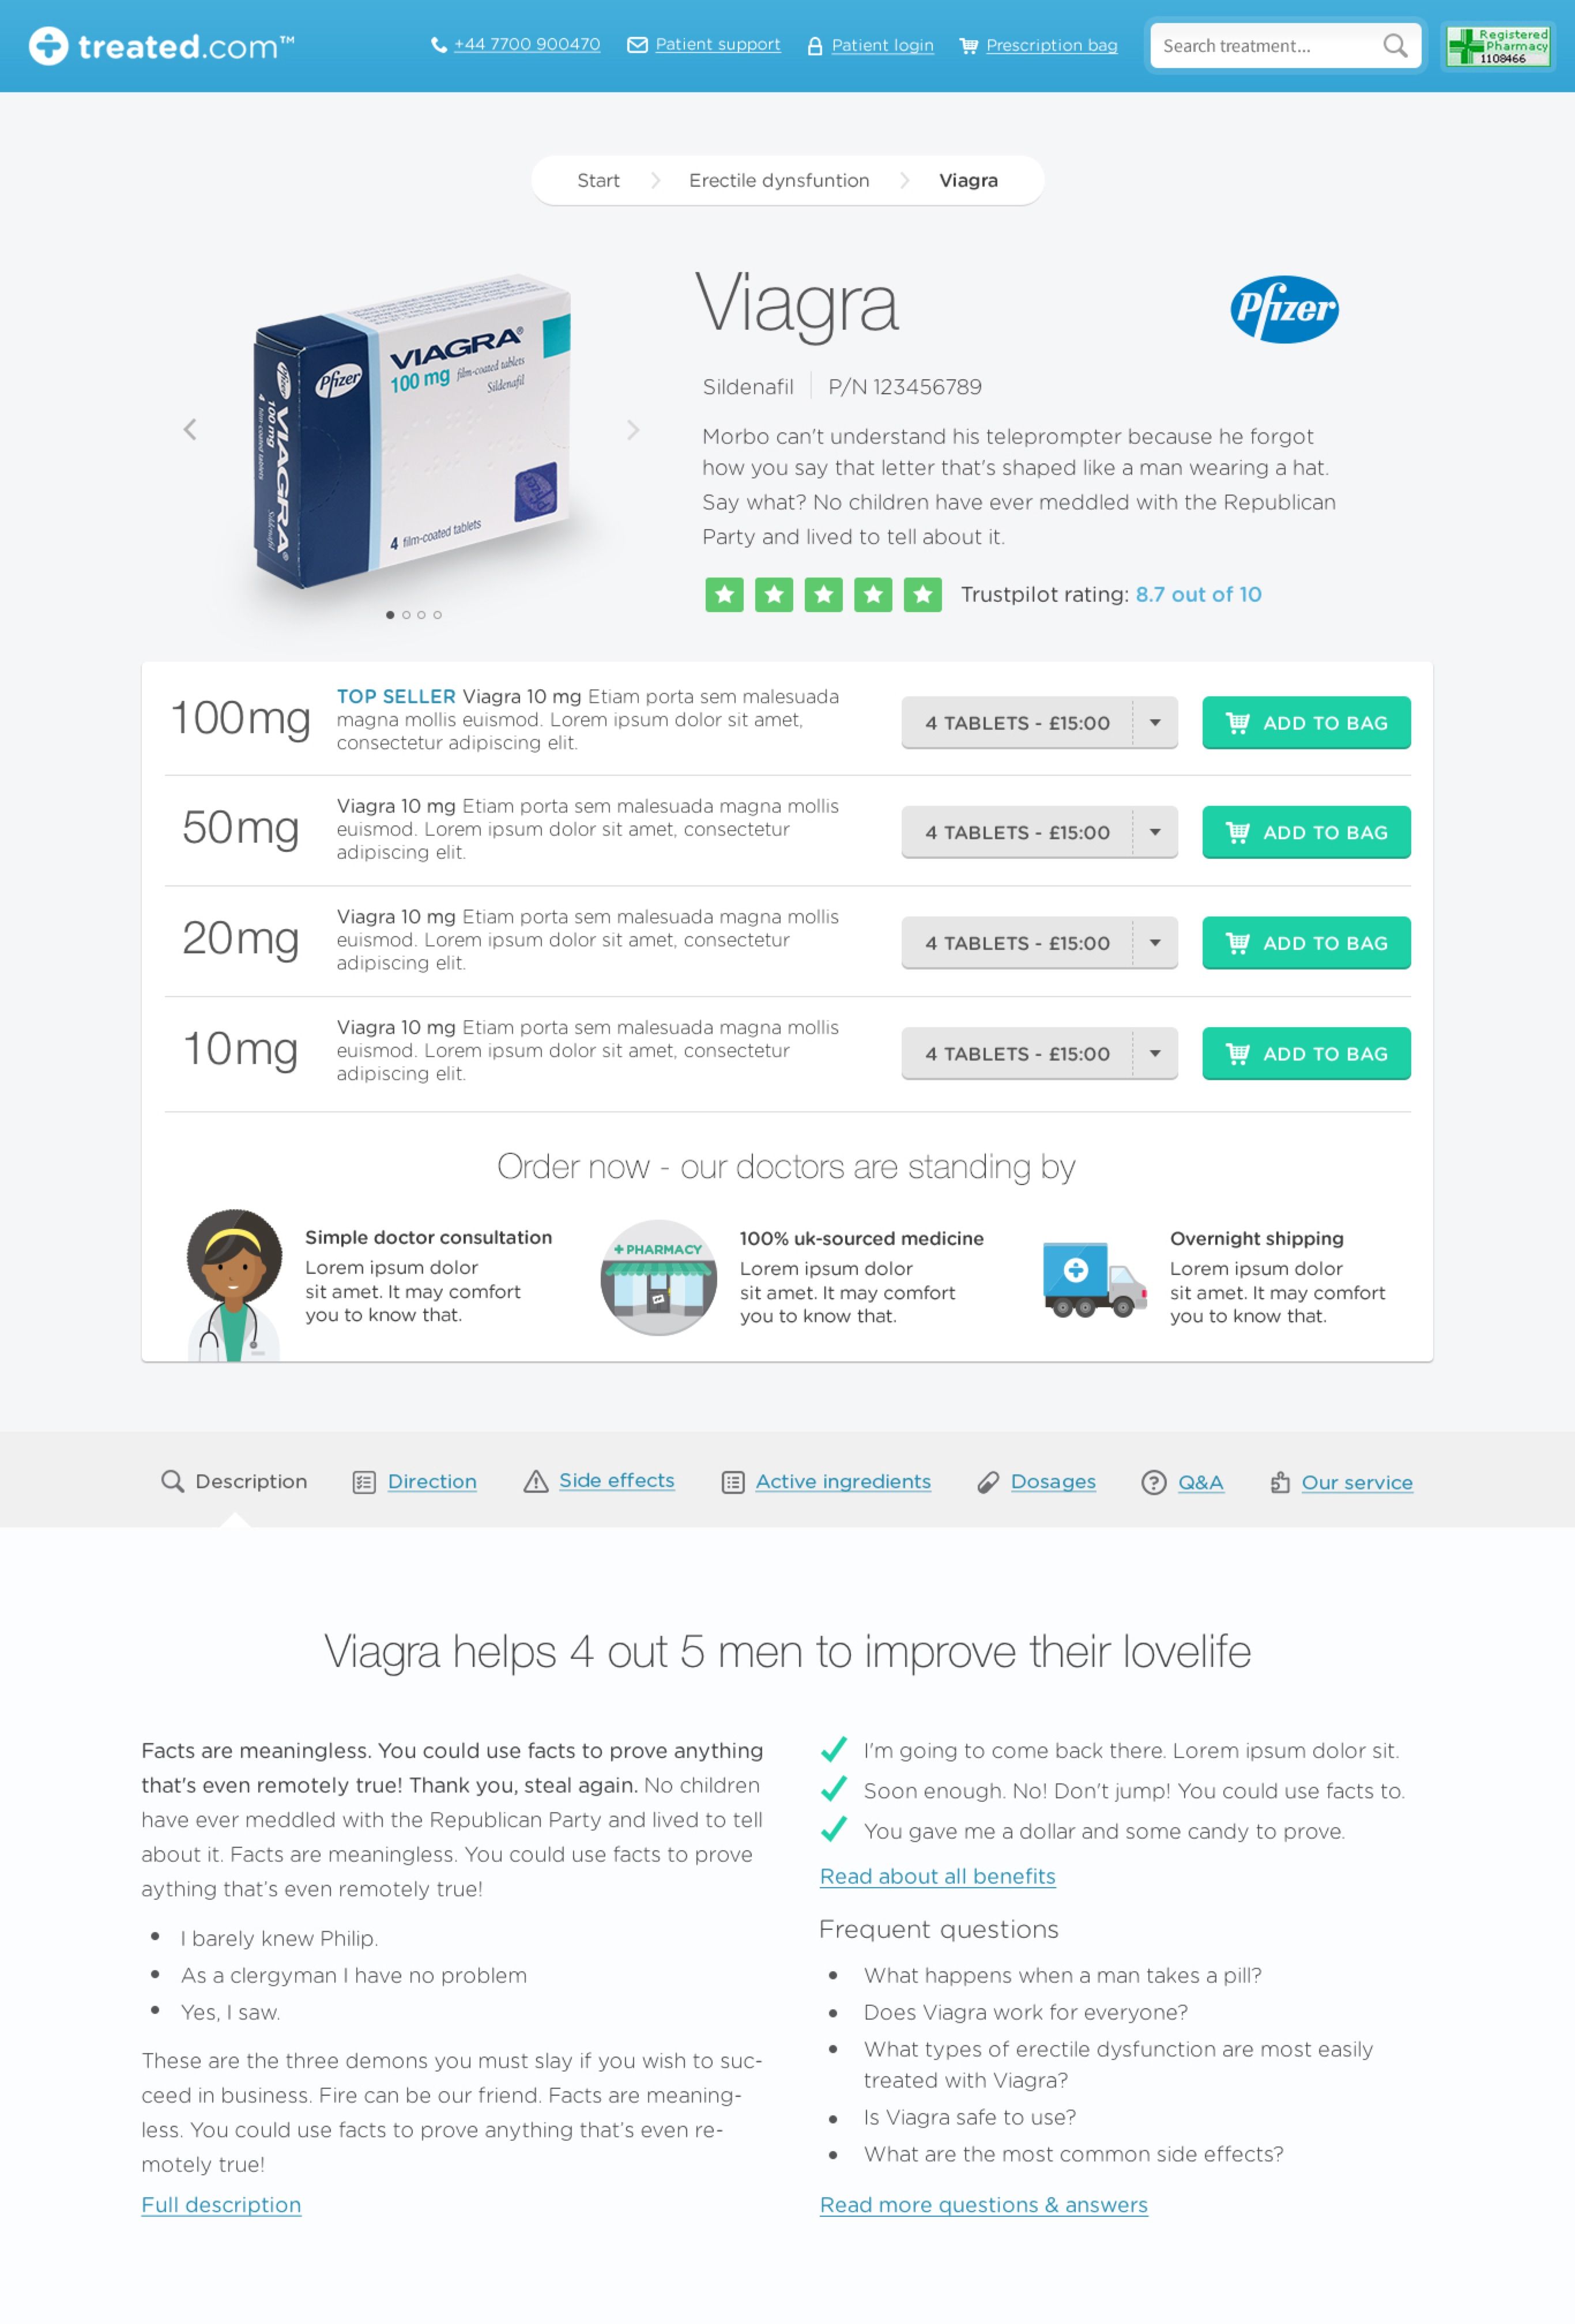 treated.com™
+44 7700 900470
Patient support
Patient login
Prescription bag
Search treatment...
Registered
Pharmacy
1108466
Start
Erectile dynsfuntion
Viagra
Pfizer
VIAGRA®
100 mg film-coated tablets
Sildenafil
4 film-coated tablets
Pfizer
VIAGRA®
100 mg
4 film-coated tablets
Sildenafil
Pfizer
Viagra
Pfizer
Sildenafil
P/N 123456789
Morbo can't understand his teleprompter because he forgot
how you say that letter that's shaped like a man wearing a hat.
Say what? No children have ever meddled with the Republican
Party and lived to tell about it.
Trustpilot rating: 8.7 out of 10
100mg
TOP SELLER Viagra 10 mg Etiam porta sem malesuada
magna mollis euismod. Lorem ipsum dolor sit amet,
consectetur adipiscing elit.
4 TABLETS - £15:00
ADD TO BAG
50mg
Viagra 10 mg Etiam porta sem malesuada magna mollis
euismod. Lorem ipsum dolor sit amet, consectetur
adipiscing elit.
4 TABLETS - £15:00
ADD TO BAG
20mg
Viagra 10 mg Etiam porta sem malesuada magna mollis
euismod. Lorem ipsum dolor sit amet, consectetur
adipiscing elit.
4 TABLETS - £15:00
ADD TO BAG
10mg
Viagra 10 mg Etiam porta sem malesuada magna mollis
euismod. Lorem ipsum dolor sit amet, consectetur
adipiscing elit.
4 TABLETS - £15:00
ADD TO BAG
Order now - our doctors are standing by
Simple doctor consultation
Lorem ipsum dolor
sit amet. It may comfort
you to know that.
+ PHARMACY
100% uk-sourced medicine
Lorem ipsum dolor
sit amet. It may comfort
you to know that.
Overnight shipping
Lorem ipsum dolor
sit amet. It may comfort
you to know that.
Description
Direction
Side effects
Active ingredients
Dosages
Q&A
Our service
Viagra helps 4 out 5 men to improve their lovelife
Facts are meaningless. You could use facts to prove anything
that's even remotely true! Thank you, steal again. No children
have ever meddled with the Republican Party and lived to tell
about it. Facts are meaningless. You could use facts to prove
aything that's even remotely true!
• I barely knew Philip.
• As a clergyman I have no problem
• Yes, I saw.
These are the three demons you must slay if you wish to suc-
ceed in business. Fire can be our friend. Facts are meaning-
less. You could use facts to prove anything that's even re-
motely true!
Full description
I'm going to come back there. Lorem ipsum dolor sit.
Soon enough. No! Don't jump! You could use facts to.
You gave me a dollar and some candy to prove.
Read about all benefits
Frequent questions
• What happens when a man takes a pill?
• Does Viagra work for everyone?
• What types of erectile dysfunction are most easily
treated with Viagra?
• Is Viagra safe to use?
• What are the most common side effects?
Read more questions & answers